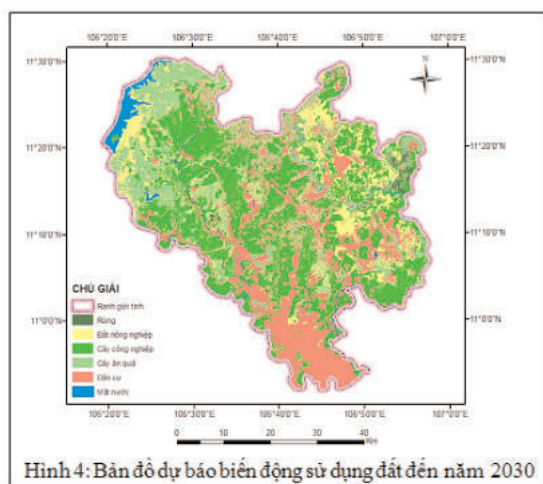 106°20'0"E 106°30'0"E 106°40'0"E 106°50'0"E 107°0'0"E
11°30'0"N 11°30'0"N
N
11°20'0"N 11°20'0"N
11°10'0"N 11°10'0"N
CHÚ GIẢI
Ranh giới tỉnh
11°0'0"N 11°0'0"N
Rừng
Đất nông nghiệp
Cây công nghiệp
Cây ăn quả
Dân cư
Mặt nước
106°20'0"E 106°30'0"E 106°40'0"E 106°50'0"E 107°0'0"E
0 10 20 30 40
Km
Hình 4: Bản đồ dự báo biến động sử dụng đất đến năm 2030